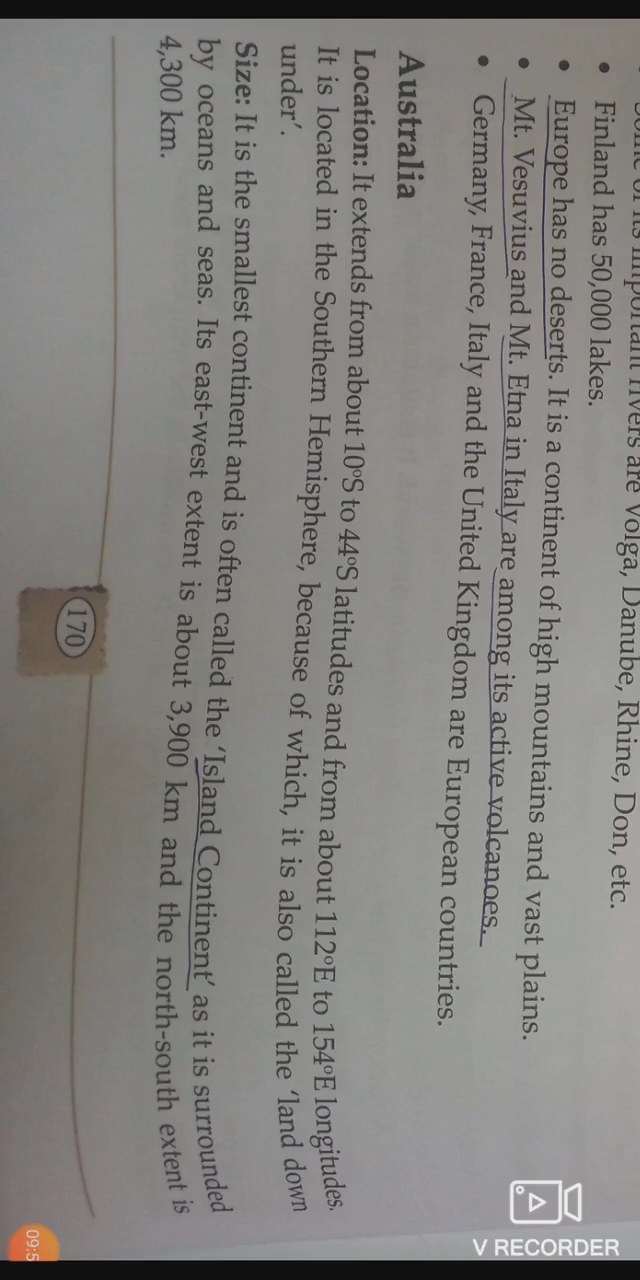 its important rivers are Volga, Danube, Rhine, Don, etc.
• Finland has 50,000 lakes.
• Europe has no deserts. It is a continent of high mountains and vast plains.
• Mt. Vesuvius and Mt. Etna in Italy are among its active volcanoes.
• Germany, France, Italy and the United Kingdom are European countries.
Australia
Location: It extends from about 10°S to 44°S latitudes and from about 112°E to 154°E longitudes.
It is located in the Southern Hemisphere, because of which, it is also called the 'land down
under'.
Size: It is the smallest continent and is often called the 'Island Continent' as it is surrounded
by oceans and seas. Its east-west extent is about 3,900 km and the north-south extent is
4,300 km.
170
V RECORDER
09:5